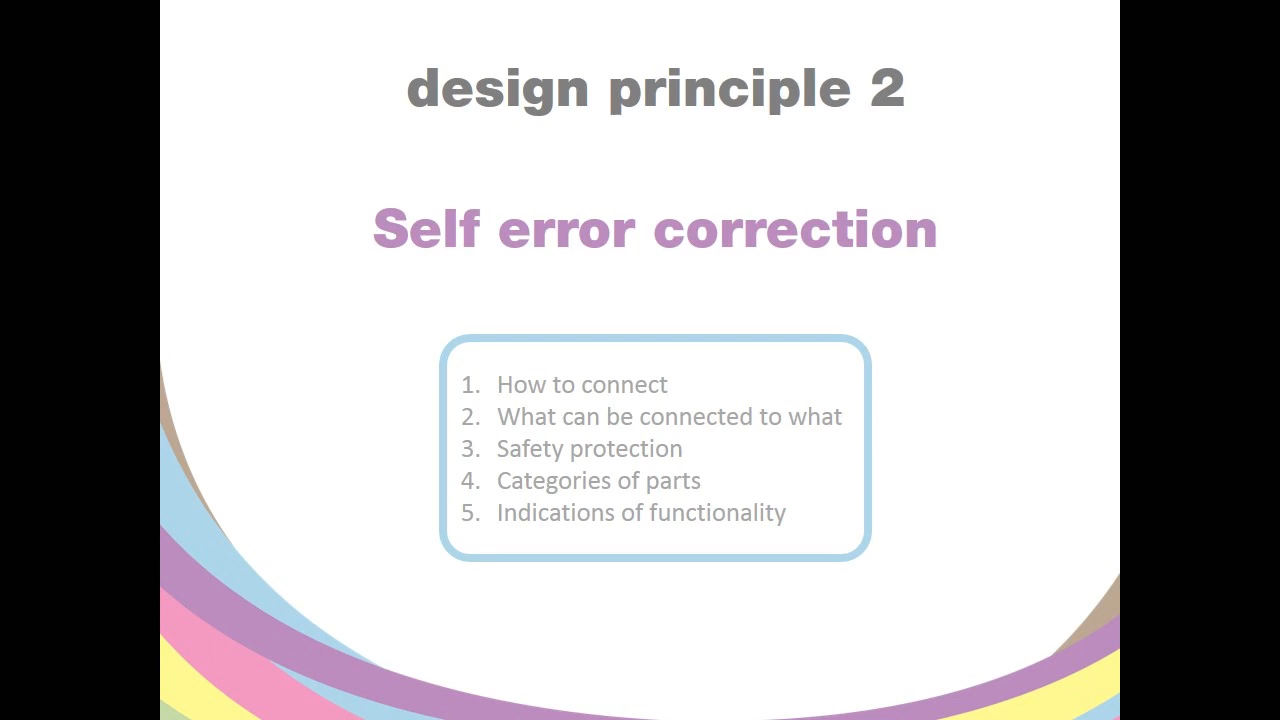 design principle 2
Self error correction
1. How to connect
2. What can be connected to what
3. Safety protection
4. Categories of parts
5. Indications of functionality